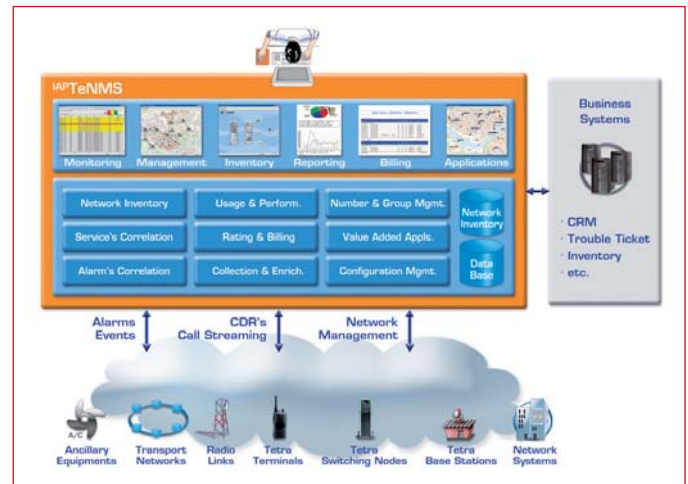 IAPTeNMS
Monitoring Management Inventory Reporting Billing Applications
Network Inventory
Usage & Perform.
Number & Group Mgmt.
Service's Correlation
Rating & Billing
Value Added Appls.
Alarm's Correlation
Collection & Enrich.
Configuration Mgmt.
Network
Inventory
Data
Base
Business
Systems
· CRM
· Trouble Ticket
· Inventory
· etc.
Alarms
Events
CDR's
Call Streaming
Network
Management
A/C
Ancillary
Equipments
Transport
Networks
Radio
Links
Tetra
Terminals
Tetra
Switching Nodes
Tetra
Base Stations
Network
Systems